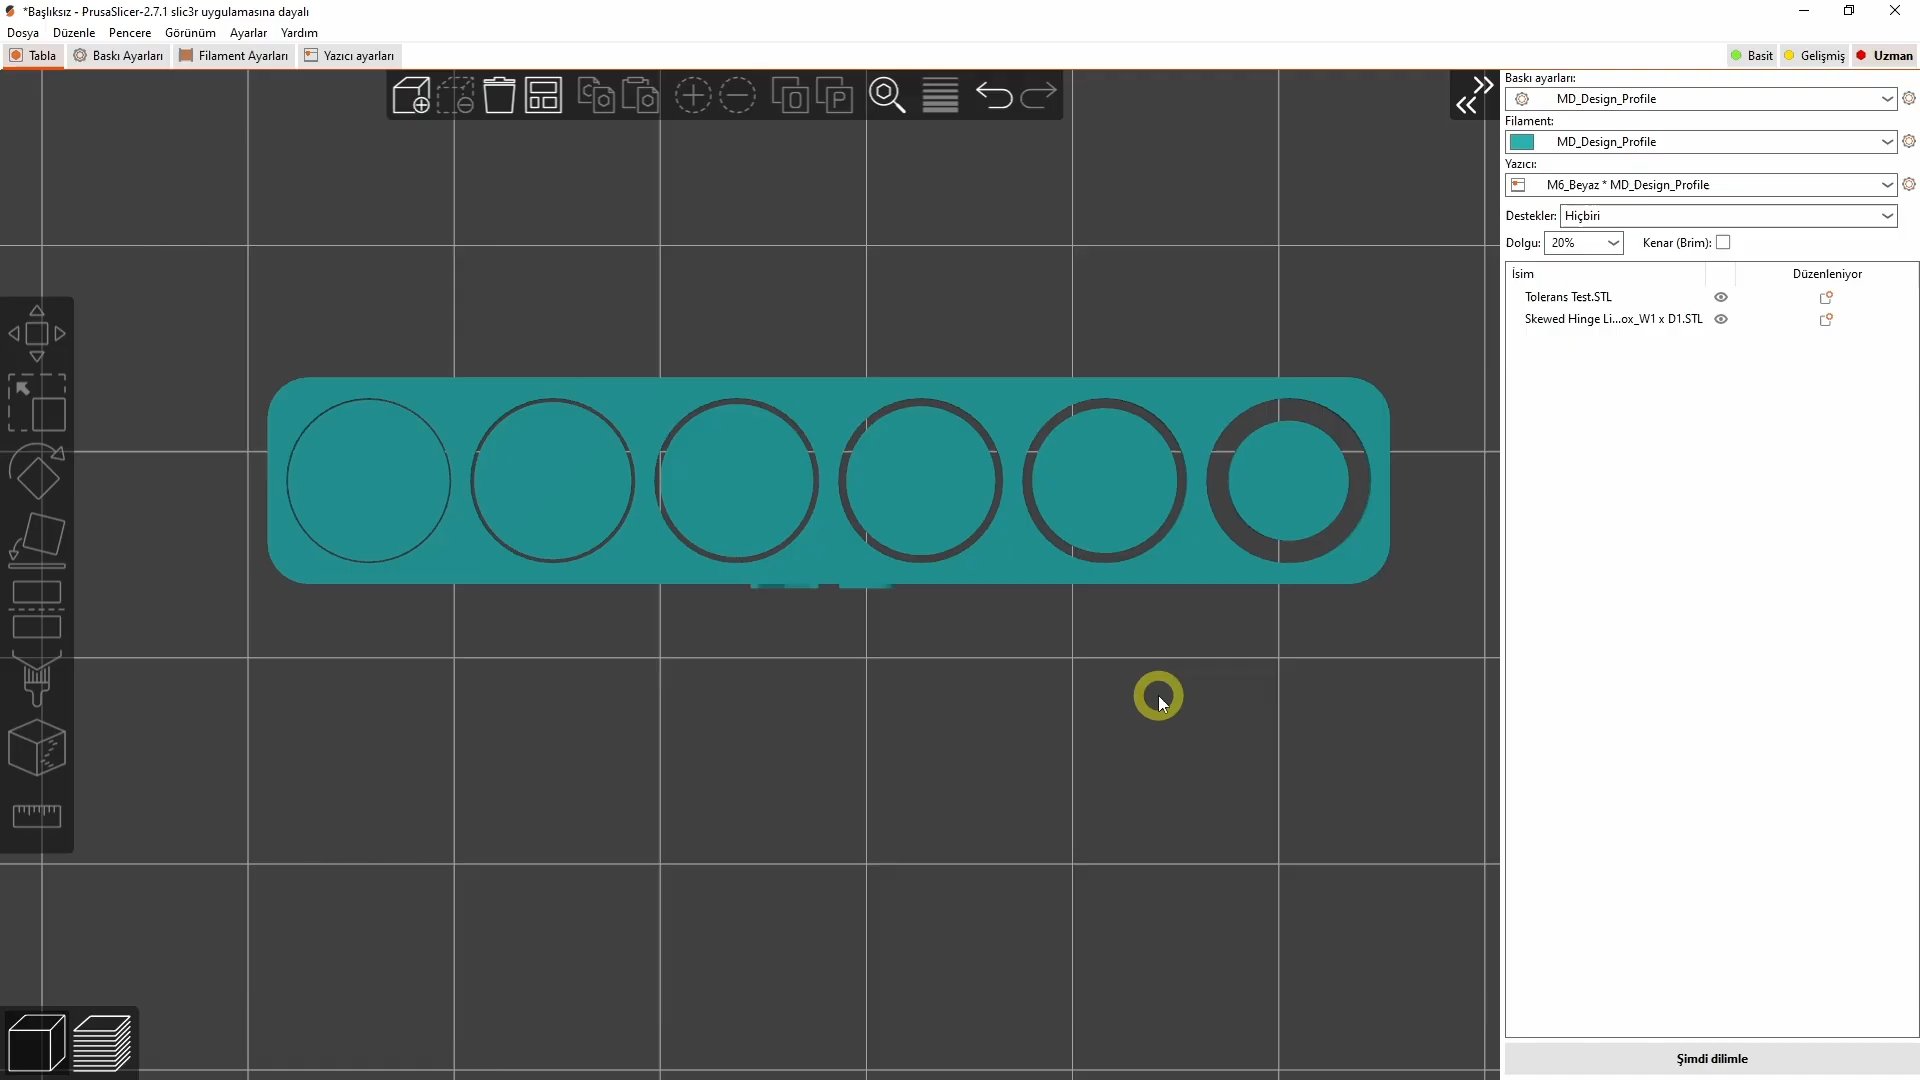 *Başlıksız - PrusaSlicer-2.7.1 slic3r uygulamasına dayalı
Dosya Düzenle Pencere Görünüm Ayarlar Yardım
Tabla Baskı Ayarları Filament Ayarları Yazıcı ayarları Basit Gelişmiş Uzman
Baskı ayarları:
MD_Design_Profile
Filament:
MD_Design_Profile
Yazıcı:
M6_Beyaz * MD_Design_Profile
Destekler: Hiçbiri
Dolgu: 20% Kenar (Brim):
İsim Düzenleniyor
Tolerans Test.STL
Skewed Hinge Li...ox_W1 x D1.STL
Şimdi dilimle